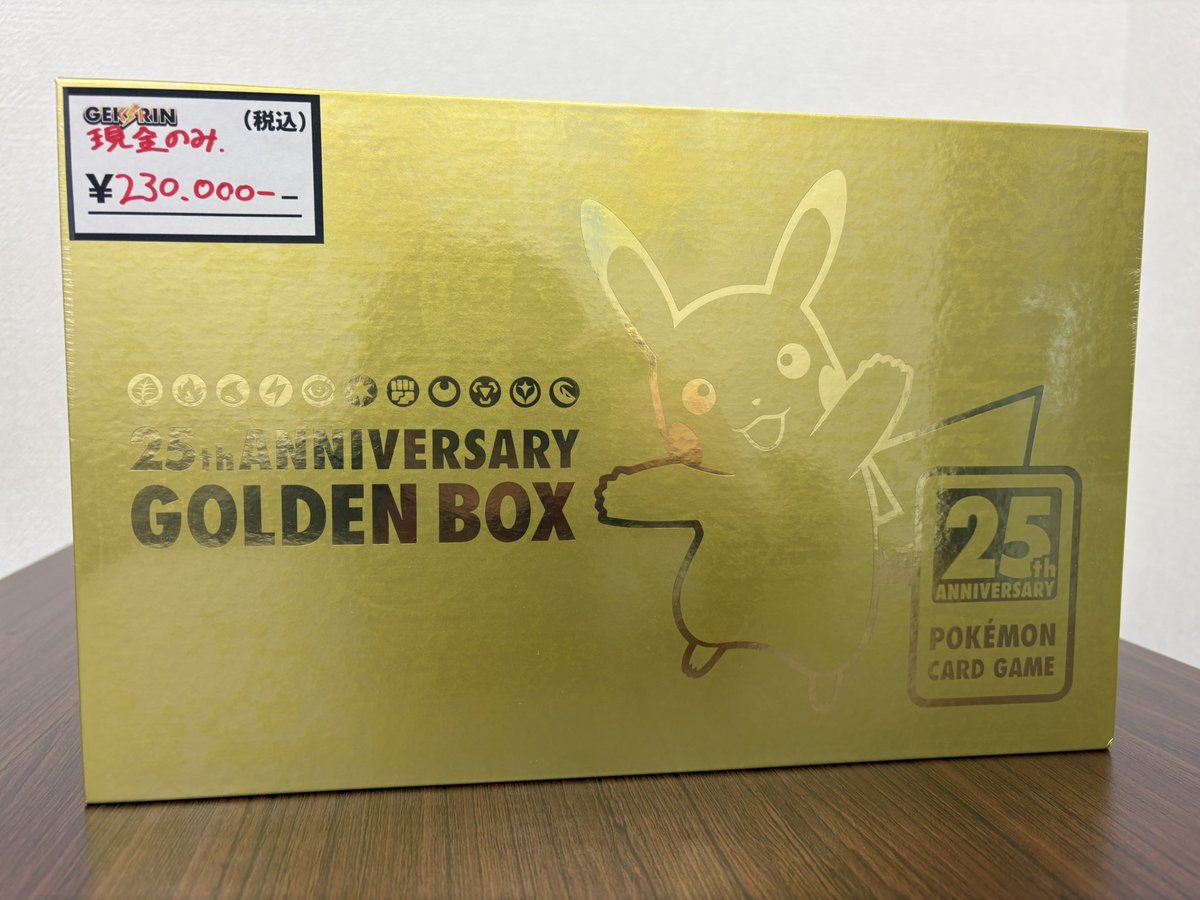 GEKIRIN
(税込)
現金のみ.
¥230.000--
25th ANNIVERSARY
GOLDEN BOX
25th
ANNIVERSARY
POKÉMON
CARD GAME